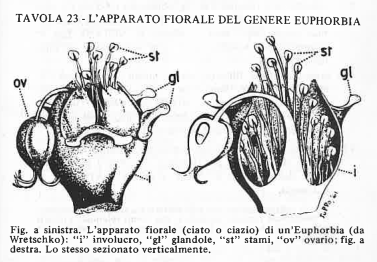 TAVOLA 23 - L'APPARATO FIORALE DEL GENERE EUPHORBIA
st
gl
ov
i
st
gl
i
Fig. a sinistra. L'apparato fiorale (ciato o ciazio) di un'Euphorbia (da
Wretschko): "i" involucro, "gl" glandole, "st" stami, "ov" ovario; fig. a
destra. Lo stesso sezionato verticalmente.